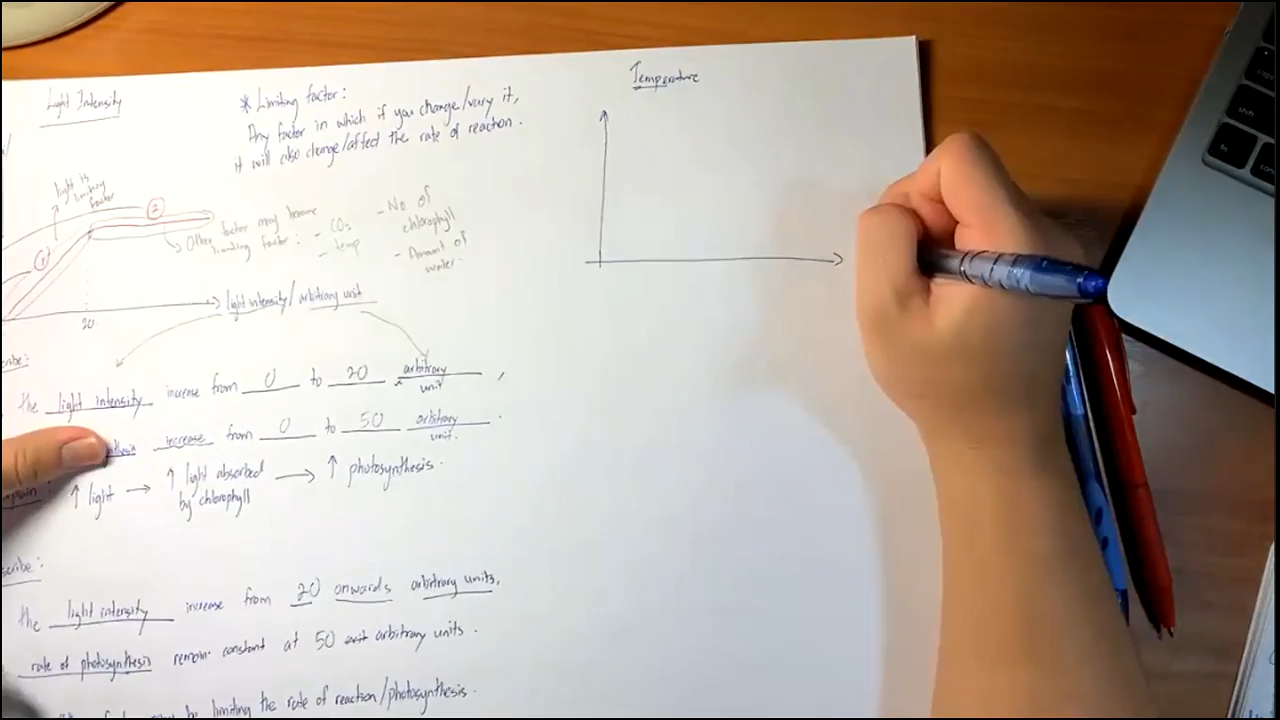 Light Intensity
* Limiting factor:
Any factor in which if you change/vary it,
it will also change/affect the rate of reaction.
light is
limiting
factor
①
②
Other factor may become
limiting factor:
- CO₂
- temp
- No of
chlorophyll
- Amount of
water.
20
light intensity/arbitrary unit
the light intensity increase from 0 to 20 arbitrary unit,
increase from 0 to 50 arbitrary unit.
↑ light → ↑ light absorbed by chlorophyll → ↑ photosynthesis.
the light intensity increase from 20 onwards arbitrary units,
rate of photosynthesis remain constant at 50 arbitrary units.
be limiting the rate of reaction/photosynthesis.
Temperature
shift
fn